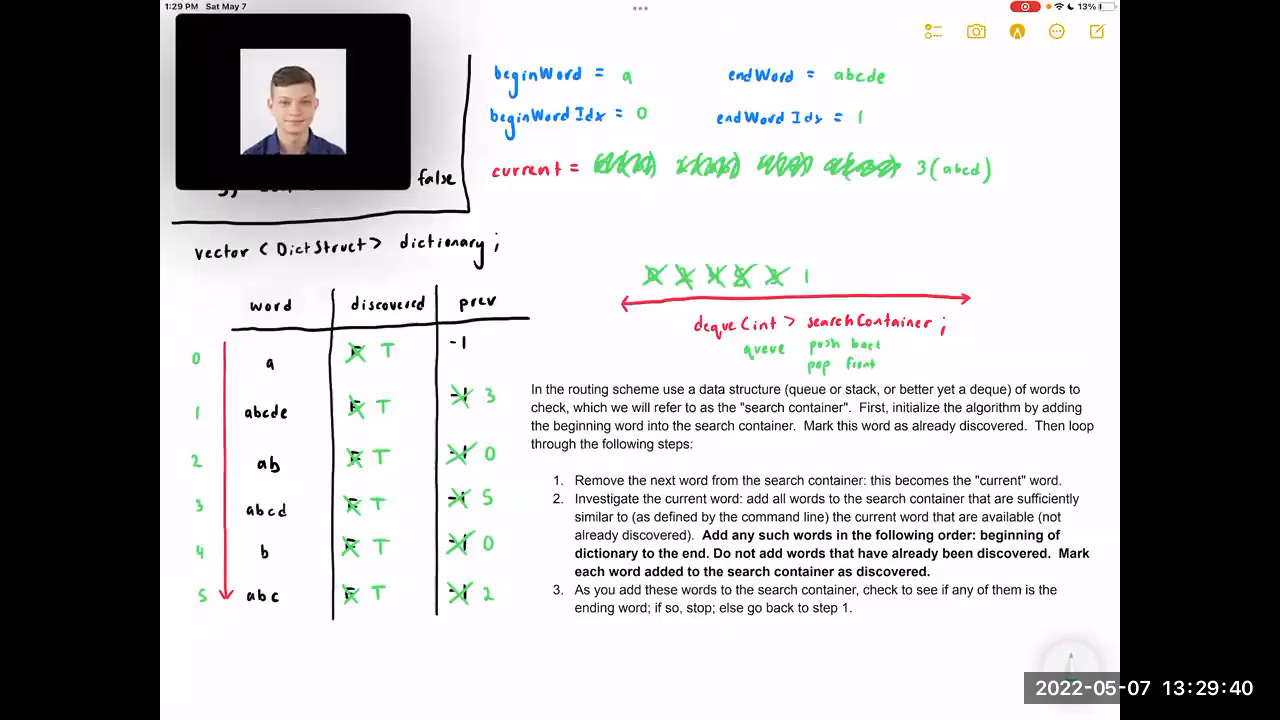 1:29 PM Sat May 7
13%
beginWord = a endWord = abcde
beginWordIdx = 0 endWordIdx = 1
current = 3(abcd)
false
vector <DictStruct> dictionary;
1
deque<int> searchContainer;
queue push back
pop front
word discovered prev
0 a F T -1
1 abcde F T -1 3
2 ab F T -1 0
3 abcd F T -1 5
4 b F T -1 0
5 abc F T -1 2
In the routing scheme use a data structure (queue or stack, or better yet a deque) of words to
check, which we will refer to as the "search container". First, initialize the algorithm by adding
the beginning word into the search container. Mark this word as already discovered. Then loop
through the following steps:
1. Remove the next word from the search container: this becomes the "current" word.
2. Investigate the current word: add all words to the search container that are sufficiently
similar to (as defined by the command line) the current word that are available (not
already discovered). Add any such words in the following order: beginning of
dictionary to the end. Do not add words that have already been discovered. Mark
each word added to the search container as discovered.
3. As you add these words to the search container, check to see if any of them is the
ending word; if so, stop; else go back to step 1.
2022-05-07 13:29:40